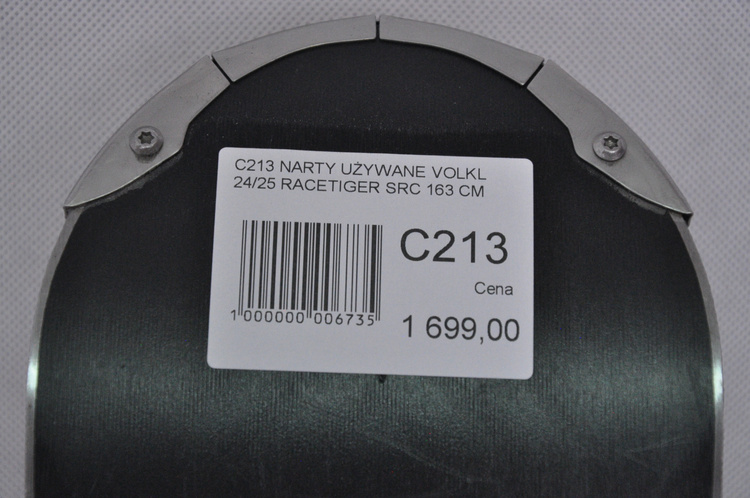 C213 NARTY UŻYWANE VOLKL
24/25 RACETIGER SRC 163 CM
C213
Cena
1 699,00
1 000000 006735